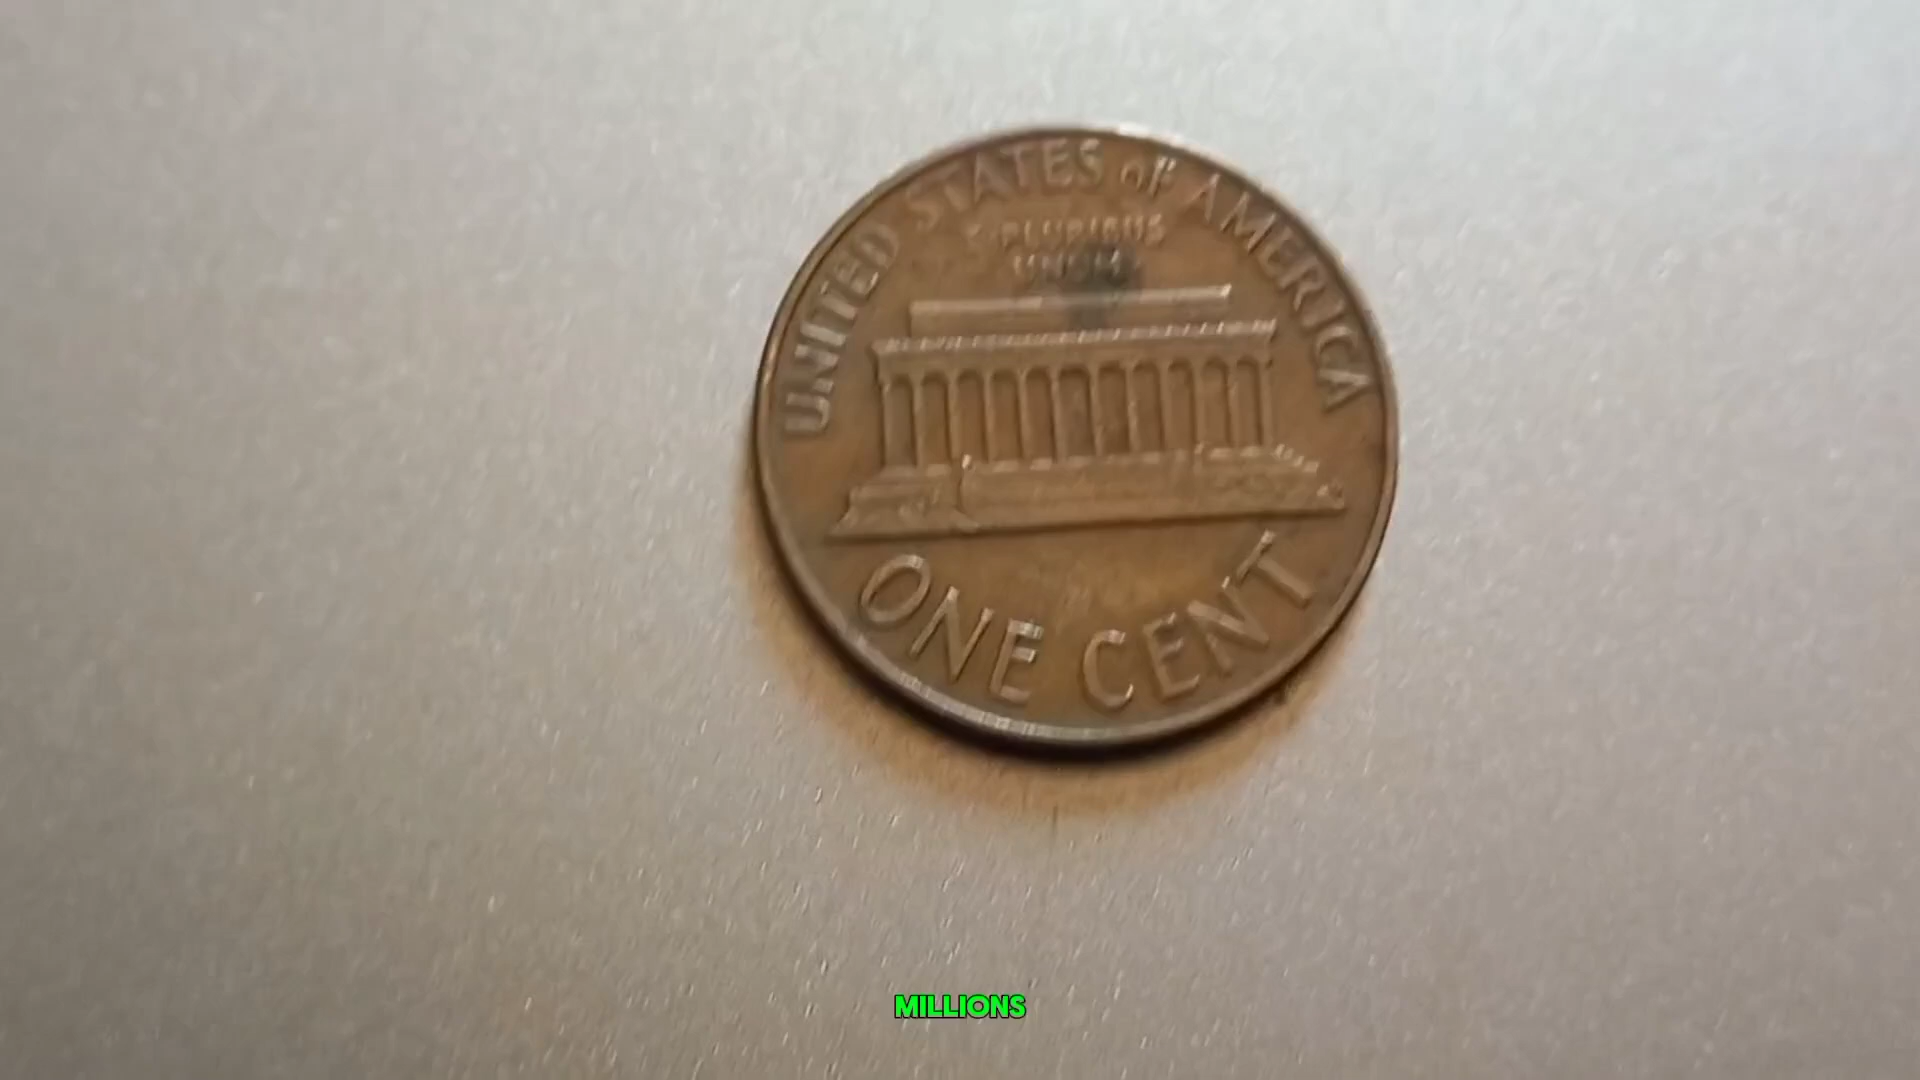 UNITED STATES OF AMERICA
E·PLURIBUS
UNUM
ONE CENT
MILLIONS